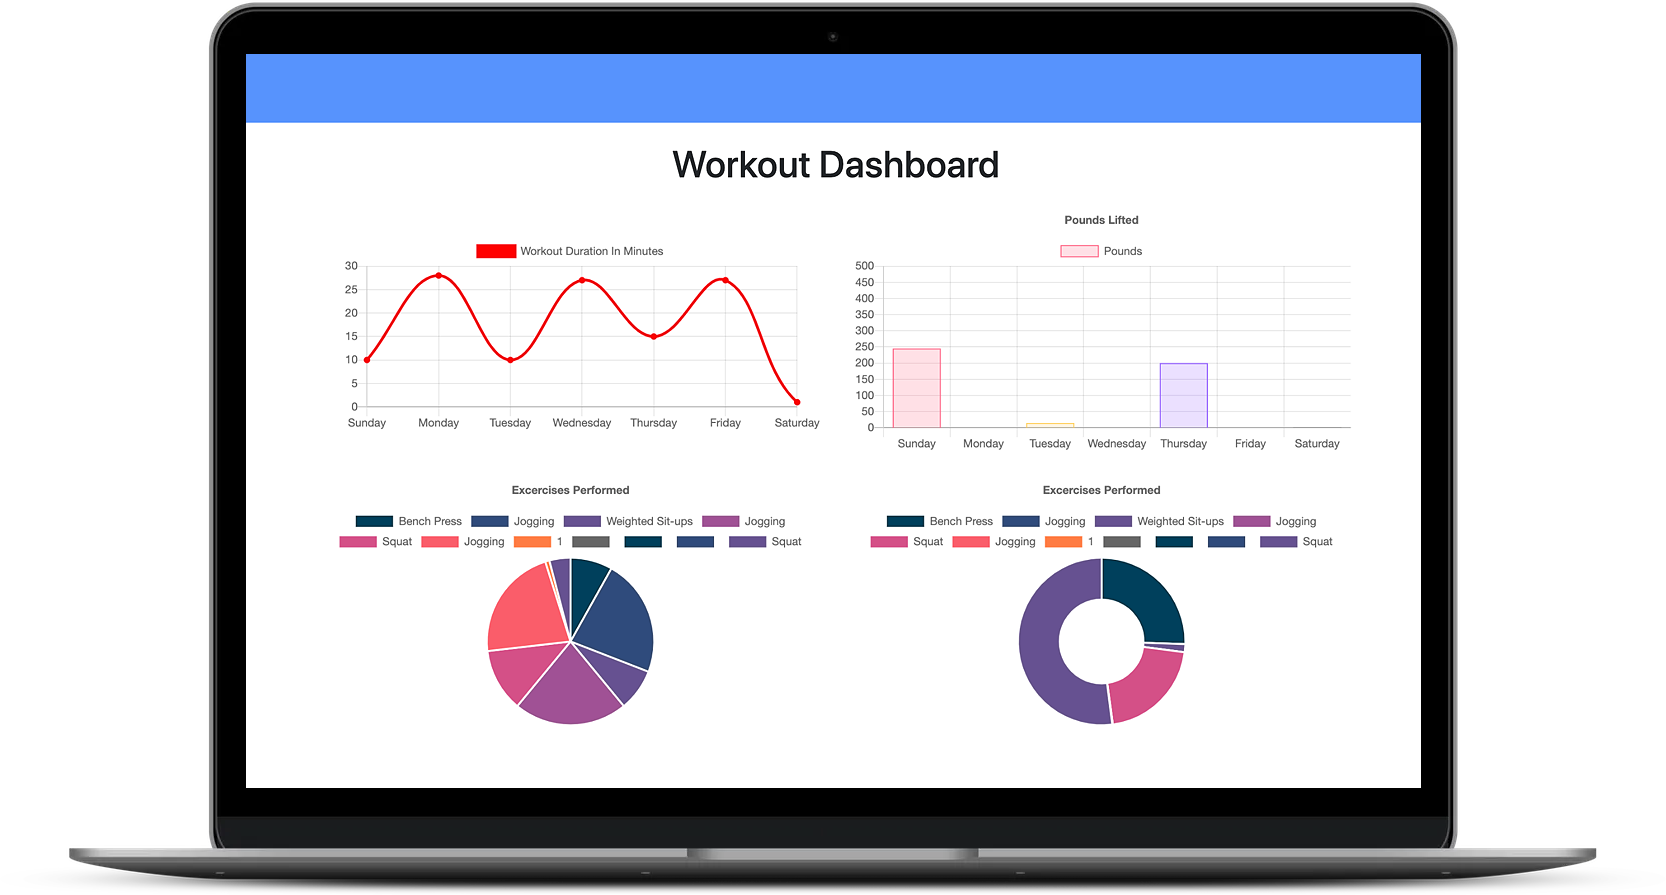 Workout Dashboard
Workout Duration In Minutes
30
25
20
15
10
5
0
Sunday Monday Tuesday Wednesday Thursday Friday Saturday
Pounds Lifted
Pounds
500
450
400
350
300
250
200
150
100
50
0
Sunday Monday Tuesday Wednesday Thursday Friday Saturday
Excercises Performed
Bench Press Jogging Weighted Sit-ups Jogging
Squat Jogging 1 Squat
Excercises Performed
Bench Press Jogging Weighted Sit-ups Jogging
Squat Jogging 1 Squat